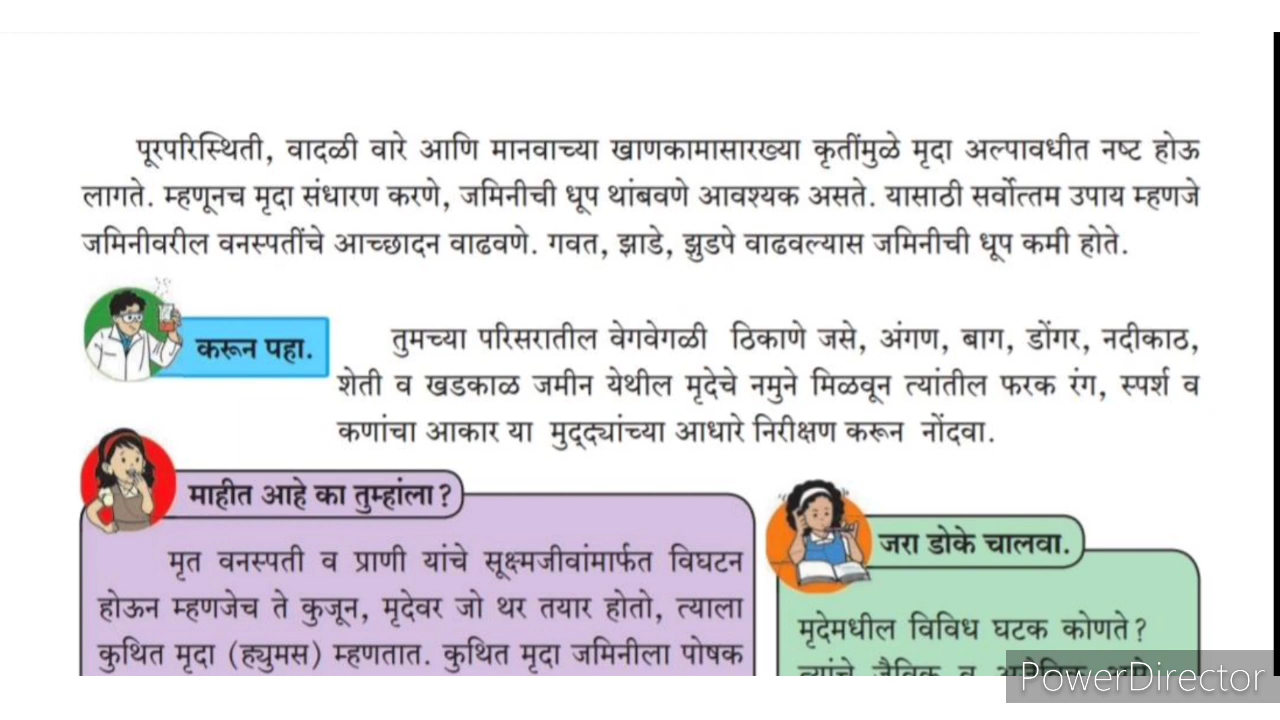 पूरपरिस्थिती, वादळी वारे आणि मानवाच्या खाणकामासारख्या कृतींमुळे मृदा अल्पावधीत नष्ट होऊ
लागते. म्हणूनच मृदा संधारण करणे, जमिनीची धूप थांबवणे आवश्यक असते. यासाठी सर्वोत्तम उपाय म्हणजे
जमिनीवरील वनस्पतींचे आच्छादन वाढवणे. गवत, झाडे, झुडपे वाढवल्यास जमिनीची धूप कमी होते.
करून पहा.
तुमच्या परिसरातील वेगवेगळी ठिकाणे जसे, अंगण, बाग, डोंगर, नदीकाठ,
शेती व खडकाळ जमीन येथील मृदेचे नमुने मिळवून त्यांतील फरक रंग, स्पर्श व
कणांचा आकार या मुद्‌द्यांच्या आधारे निरीक्षण करून नोंदवा.
माहीत आहे का तुम्हांला?
मृत वनस्पती व प्राणी यांचे सूक्ष्मजीवांमार्फत विघटन
होऊन म्हणजेच ते कुजून, मृदेवर जो थर तयार होतो, त्याला
कुथित मृदा (ह्युमस) म्हणतात. कुथित मृदा जमिनीला पोषक
जरा डोके चालवा.
मृदेमधील विविध घटक कोणते?
त्यांचे जैविक व
PowerDirector